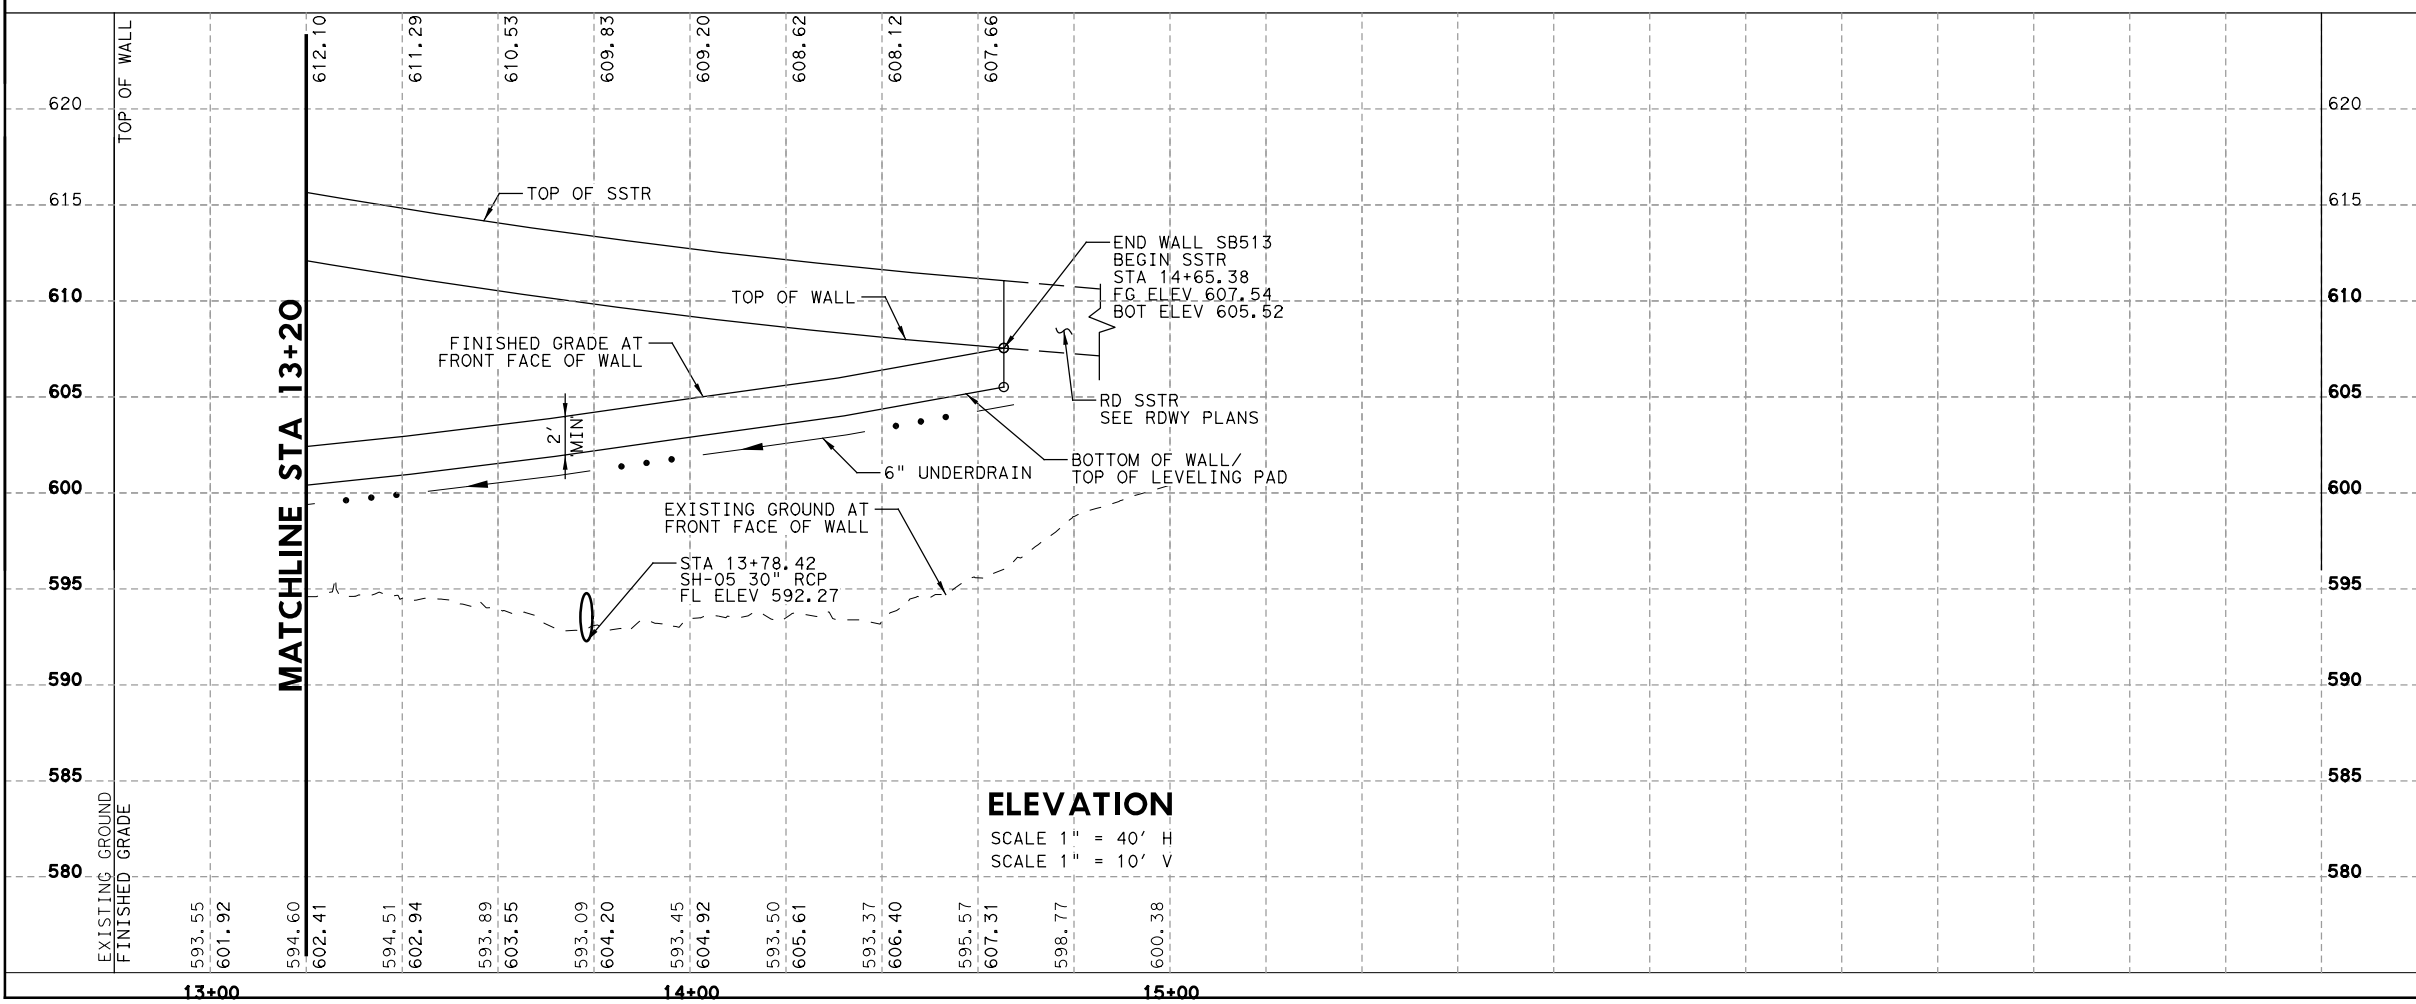 TOP OF WALL
612.10
611.29
610.53
609.83
609.20
608.62
608.12
607.66
620
620
615
615
610
610
605
605
600
600
595
595
590
590
585
585
580
580
MATCHLINE STA 13+20
TOP OF SSTR
TOP OF WALL
FINISHED GRADE AT
FRONT FACE OF WALL
2'
MIN
END WALL SB513
BEGIN SSTR
STA 14+65.38
FG ELEV 607.54
BOT ELEV 605.52
RD SSTR
SEE RDWY PLANS
6" UNDERDRAIN
BOTTOM OF WALL/
TOP OF LEVELING PAD
EXISTING GROUND AT
FRONT FACE OF WALL
STA 13+78.42
SH-05 30" RCP
FL ELEV 592.27
ELEVATION
SCALE 1" = 40' H
SCALE 1" = 10' V
EXISTING GROUND
FINISHED GRADE
593.55
601.92
594.60
602.41
594.51
602.94
593.89
603.55
593.09
604.20
593.45
604.92
593.50
605.61
593.37
606.40
595.57
607.31
598.77
600.38
13+00
14+00
15+00